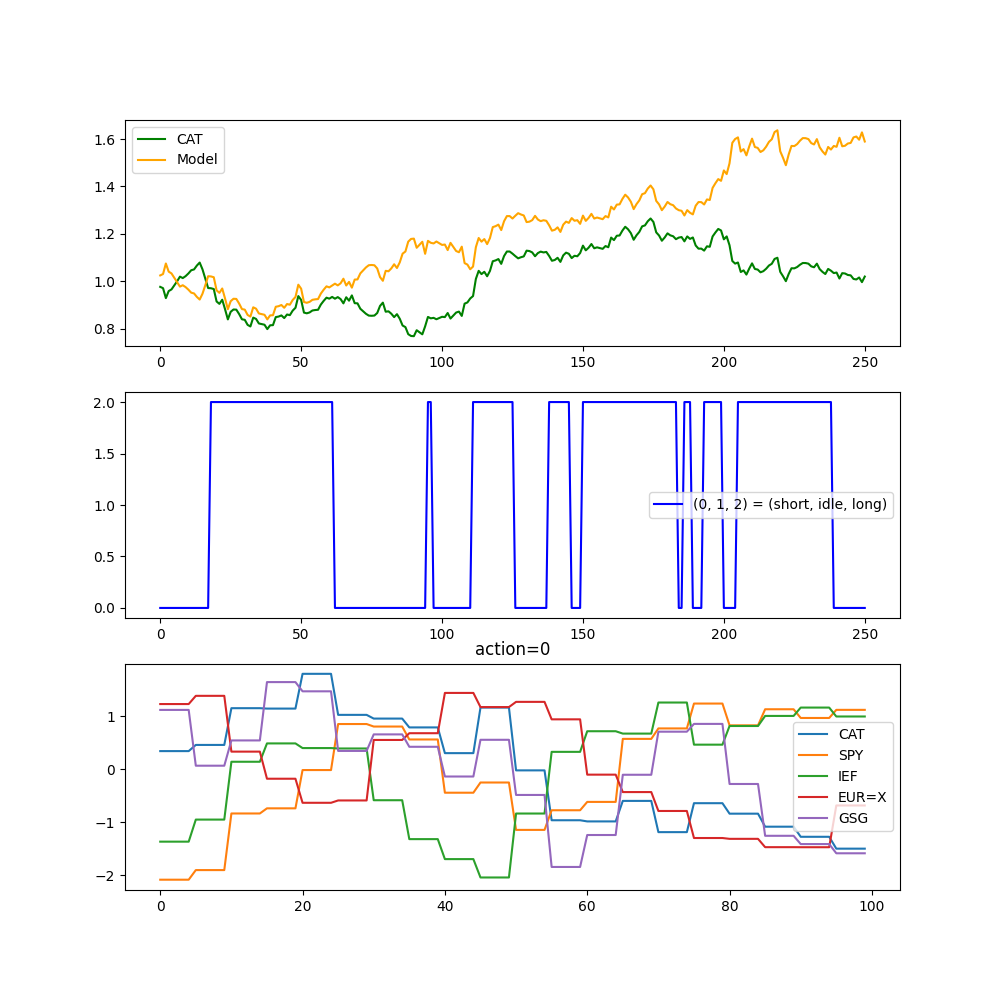 1.6
1.4
1.2
1.0
0.8
CAT
Model
0 50 100 150 200 250
2.0
1.5
1.0
0.5
0.0
(0, 1, 2) = (short, idle, long)
0 50 100 150 200 250
action=0
1
0
−1
−2
CAT
SPY
IEF
EUR=X
GSG
0 20 40 60 80 100